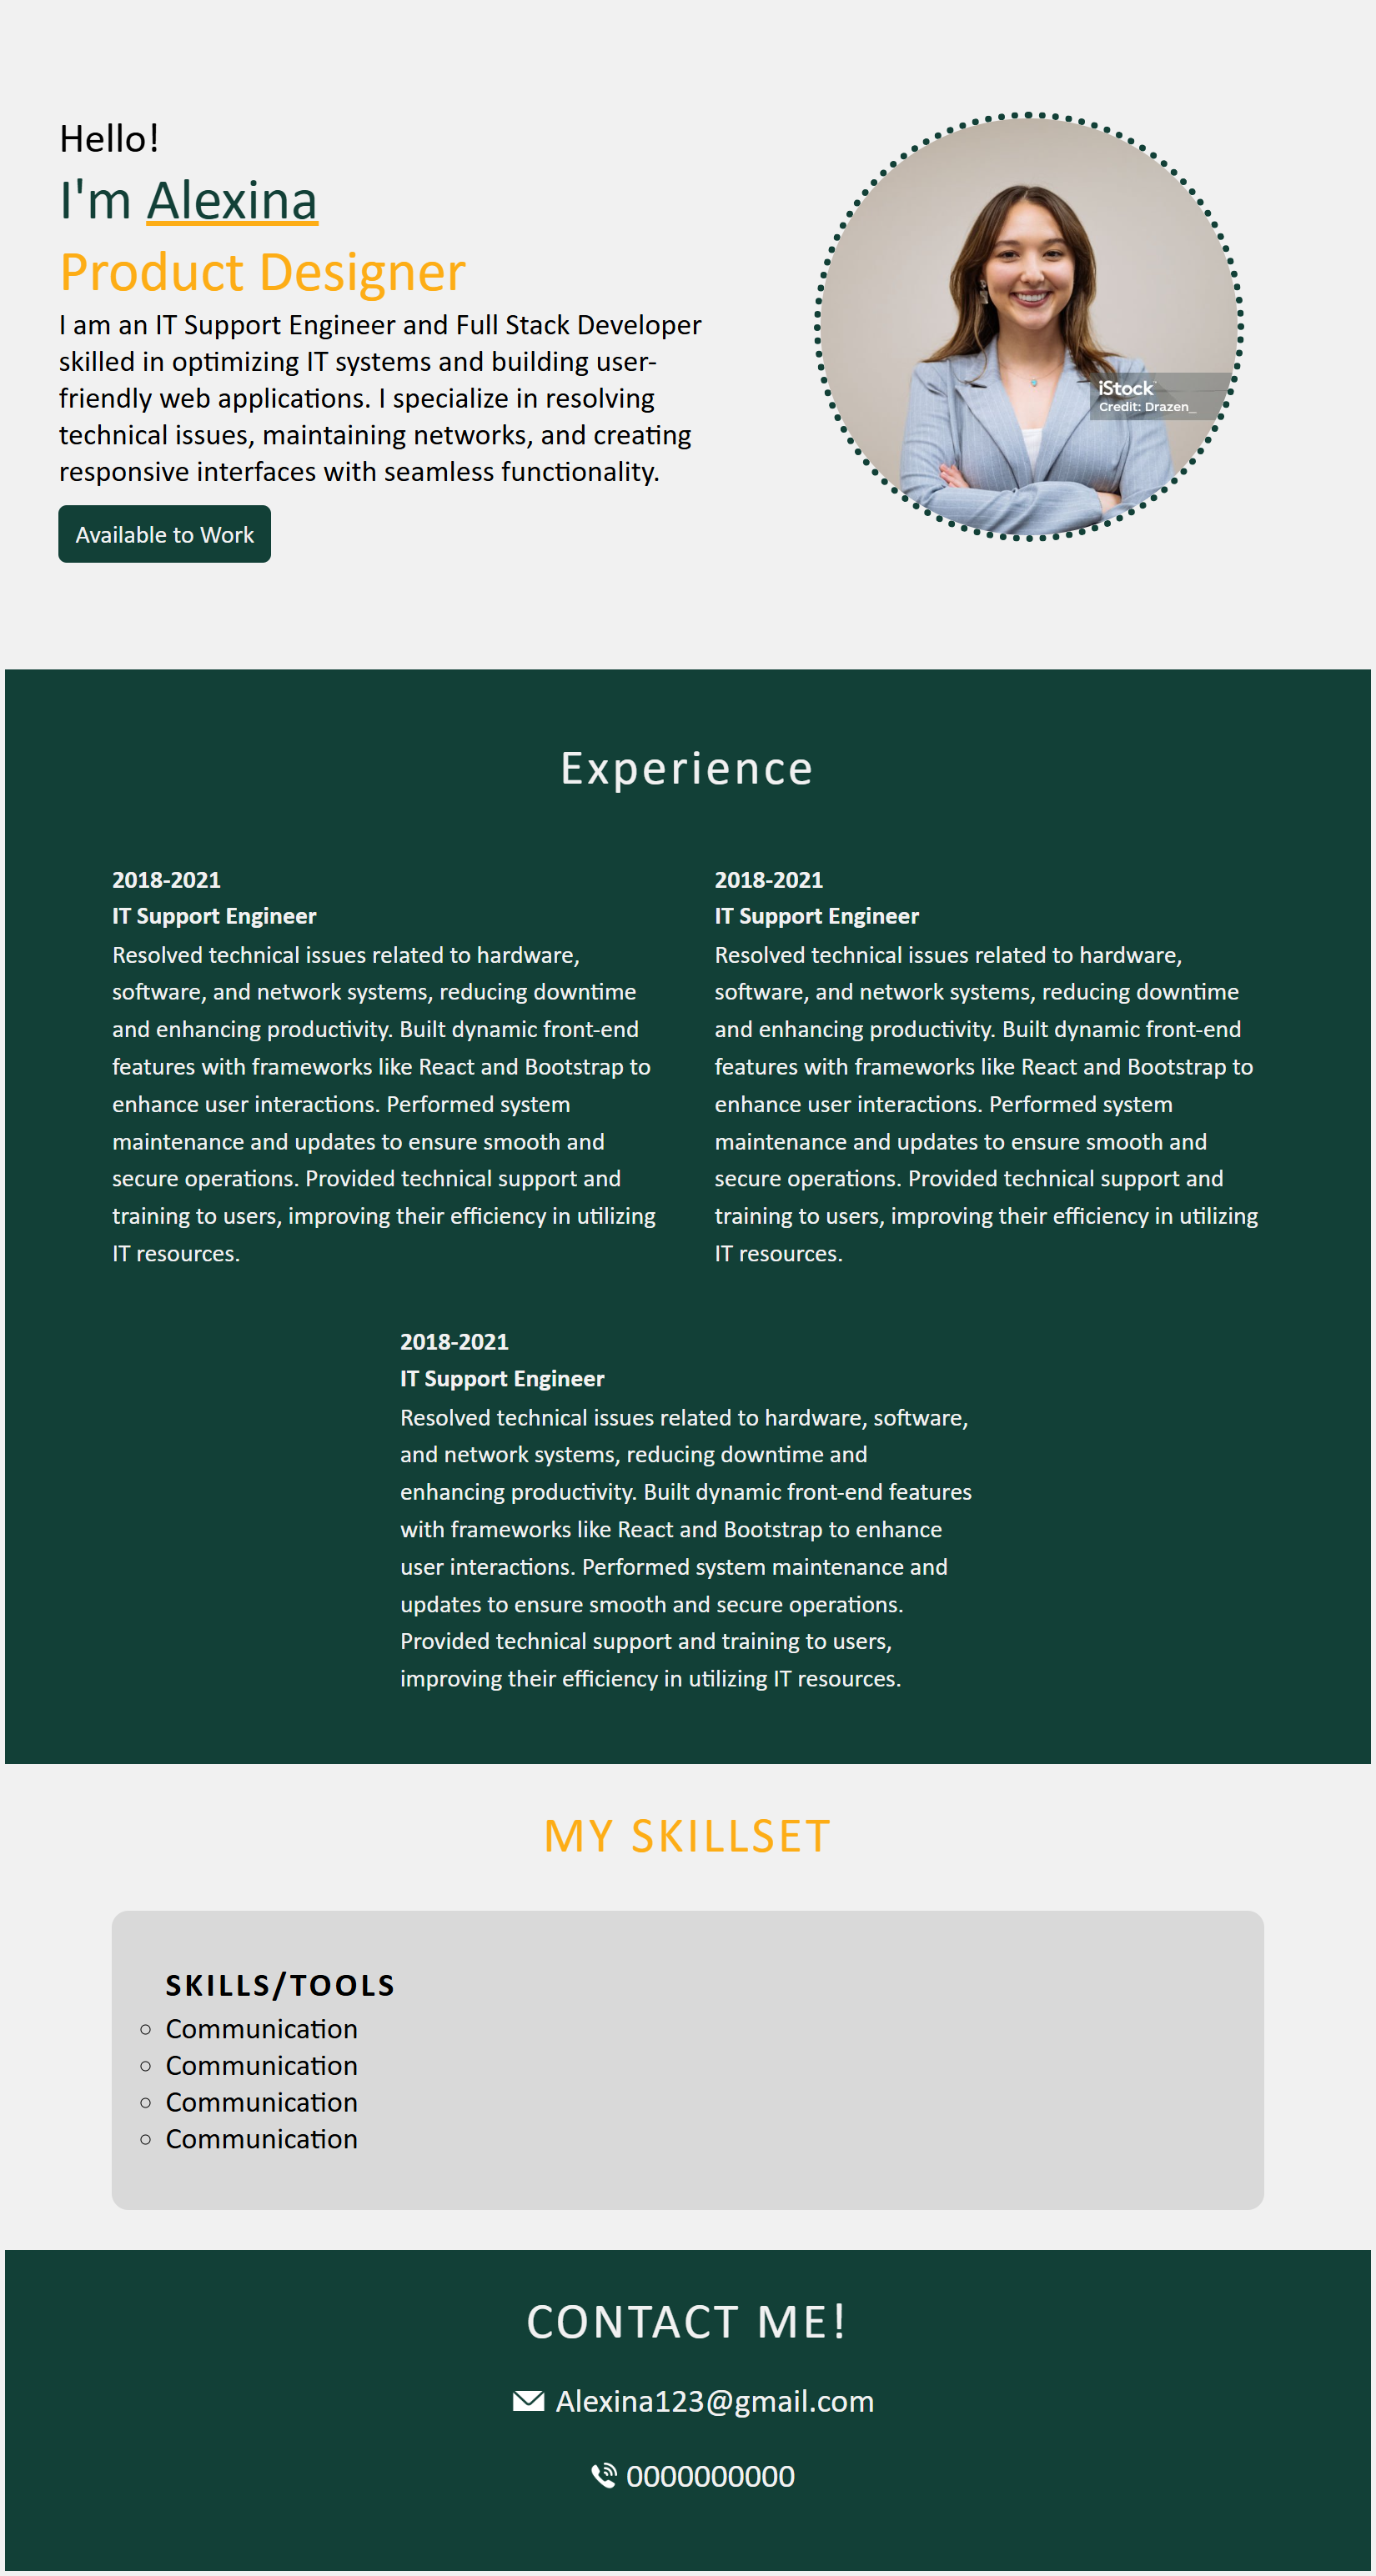 Hello!
I'm Alexina
Product Designer
I am an IT Support Engineer and Full Stack Developer
skilled in optimizing IT systems and building user-
friendly web applications. I specialize in resolving
technical issues, maintaining networks, and creating
responsive interfaces with seamless functionality.
Available to Work
iStock
Credit: Drazen_
Experience
2018-2021
IT Support Engineer
Resolved technical issues related to hardware,
software, and network systems, reducing downtime
and enhancing productivity. Built dynamic front-end
features with frameworks like React and Bootstrap to
enhance user interactions. Performed system
maintenance and updates to ensure smooth and
secure operations. Provided technical support and
training to users, improving their efficiency in utilizing
IT resources.
2018-2021
IT Support Engineer
Resolved technical issues related to hardware,
software, and network systems, reducing downtime
and enhancing productivity. Built dynamic front-end
features with frameworks like React and Bootstrap to
enhance user interactions. Performed system
maintenance and updates to ensure smooth and
secure operations. Provided technical support and
training to users, improving their efficiency in utilizing
IT resources.
2018-2021
IT Support Engineer
Resolved technical issues related to hardware, software,
and network systems, reducing downtime and
enhancing productivity. Built dynamic front-end features
with frameworks like React and Bootstrap to enhance
user interactions. Performed system maintenance and
updates to ensure smooth and secure operations.
Provided technical support and training to users,
improving their efficiency in utilizing IT resources.
MY SKILLSET
SKILLS/TOOLS
Communication
Communication
Communication
Communication
CONTACT ME!
Alexina123@gmail.com
0000000000